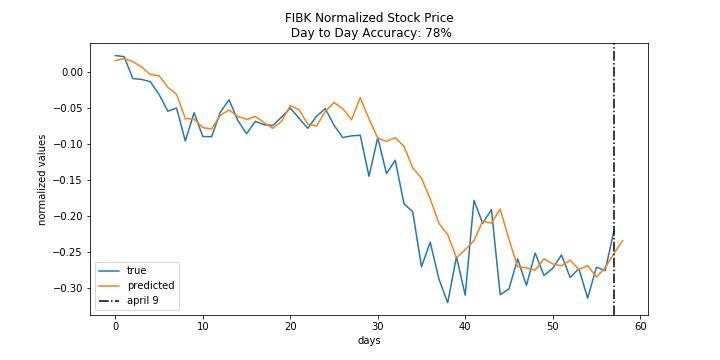 FIBK Normalized Stock Price
Day to Day Accuracy: 78%
normalized values
0.00
−0.05
−0.10
−0.15
−0.20
−0.25
−0.30
true
predicted
april 9
0
10
20
30
40
50
60
days